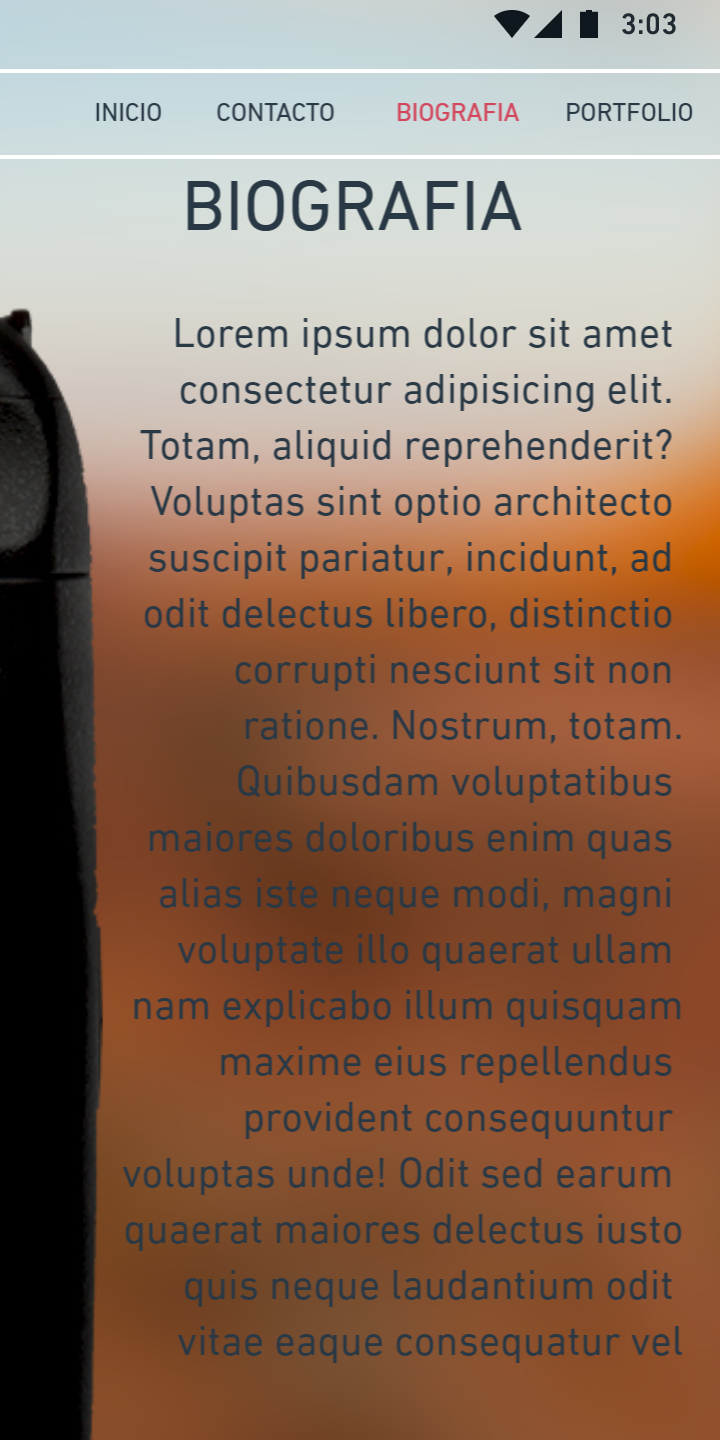 3:03
INICIO CONTACTO BIOGRAFIA PORTFOLIO
BIOGRAFIA
Lorem ipsum dolor sit amet
consectetur adipisicing elit.
Totam, aliquid reprehenderit?
Voluptas sint optio architecto
suscipit pariatur, incidunt, ad
odit delectus libero, distinctio
corrupti nesciunt sit non
ratione. Nostrum, totam.
Quibusdam voluptatibus
maiores doloribus enim quas
alias iste neque modi, magni
voluptate illo quaerat ullam
nam explicabo illum quisquam
maxime eius repellendus
provident consequuntur
voluptas unde! Odit sed earum
quaerat maiores delectus iusto
quis neque laudantium odit
vitae eaque consequatur vel